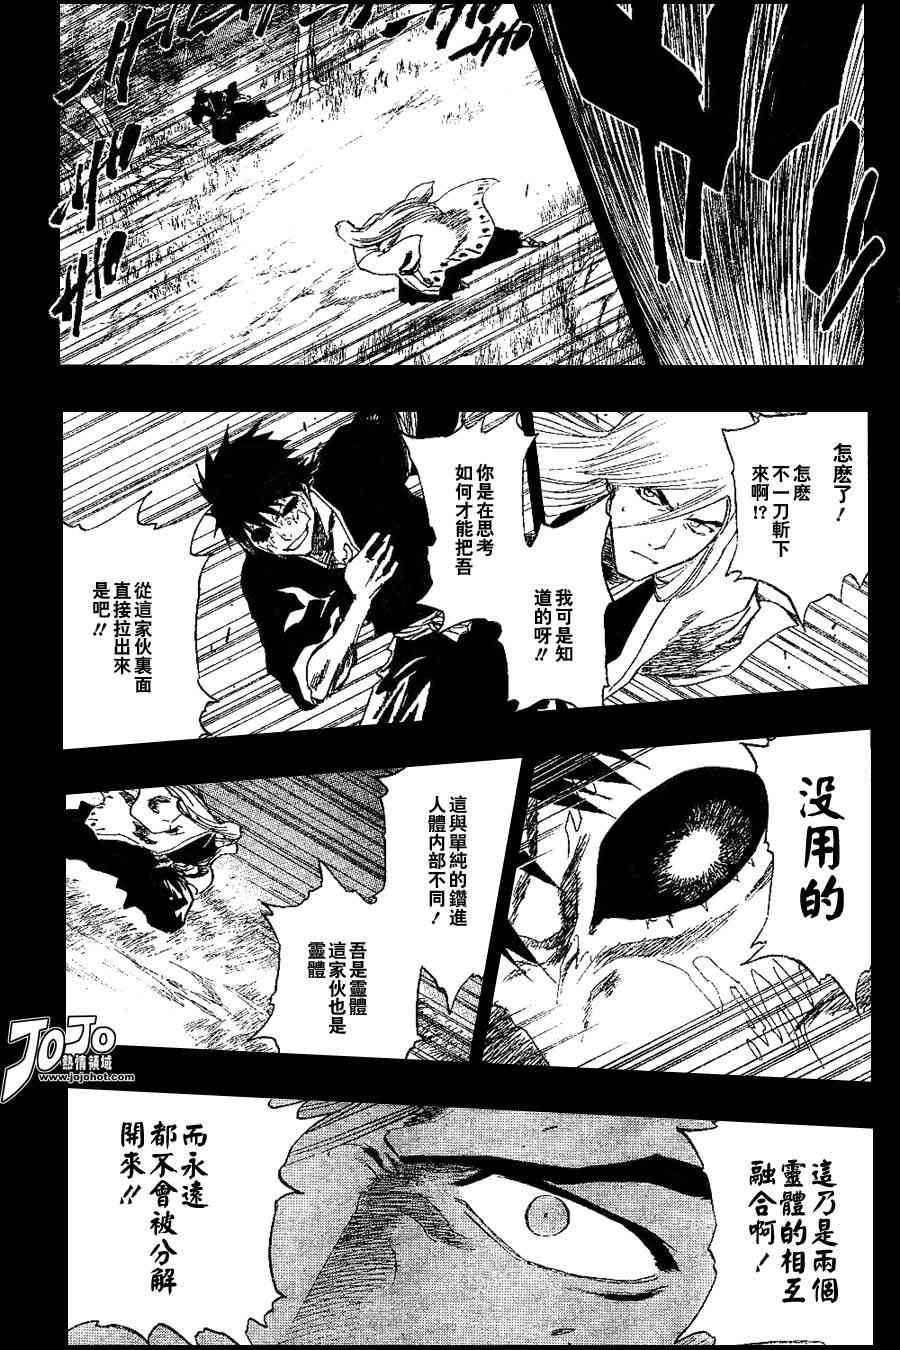 怎麼了！
怎麼
不一刀斬下
來啊!?
我可是知
道的呀!!
你是在思考
如何才能把吾
從這家伙裏面
直接拉出來
是吧!!
没用的
這與單純的鑽進
人體内部不同！
吾是靈體
這家伙也是
靈體
這乃是兩個
靈體的相互
融合啊！
而永遠
都不會被分解
開來!!
JOJO
熱情領域
www.jojohot.com